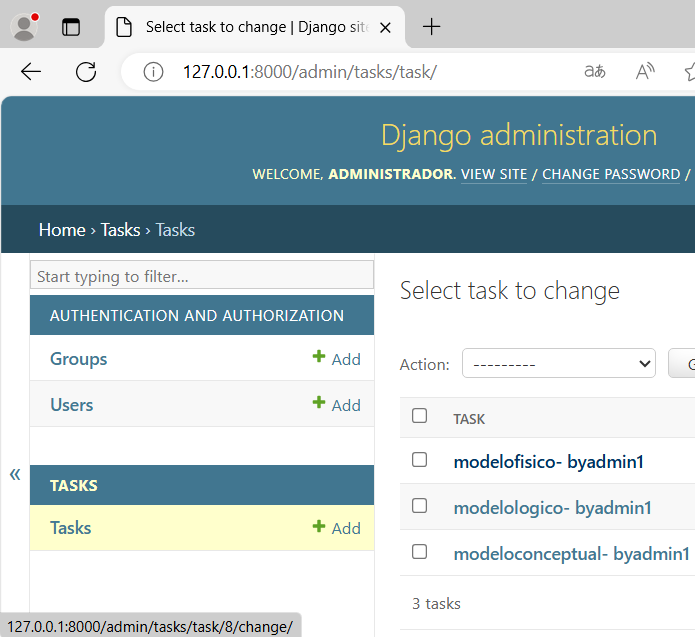 Select task to change | Django site
127.0.0.1:8000/admin/tasks/task/
Django administration
WELCOME, ADMINISTRADOR. VIEW SITE / CHANGE PASSWORD /
Home › Tasks › Tasks
Start typing to filter...
AUTHENTICATION AND AUTHORIZATION
Groups + Add
Users + Add
«
TASKS
Tasks + Add
Select task to change
Action: ---------
TASK
modelofisico- byadmin1
modelologico- byadmin1
modeloconceptual- byadmin1
3 tasks
127.0.0.1:8000/admin/tasks/task/8/change/